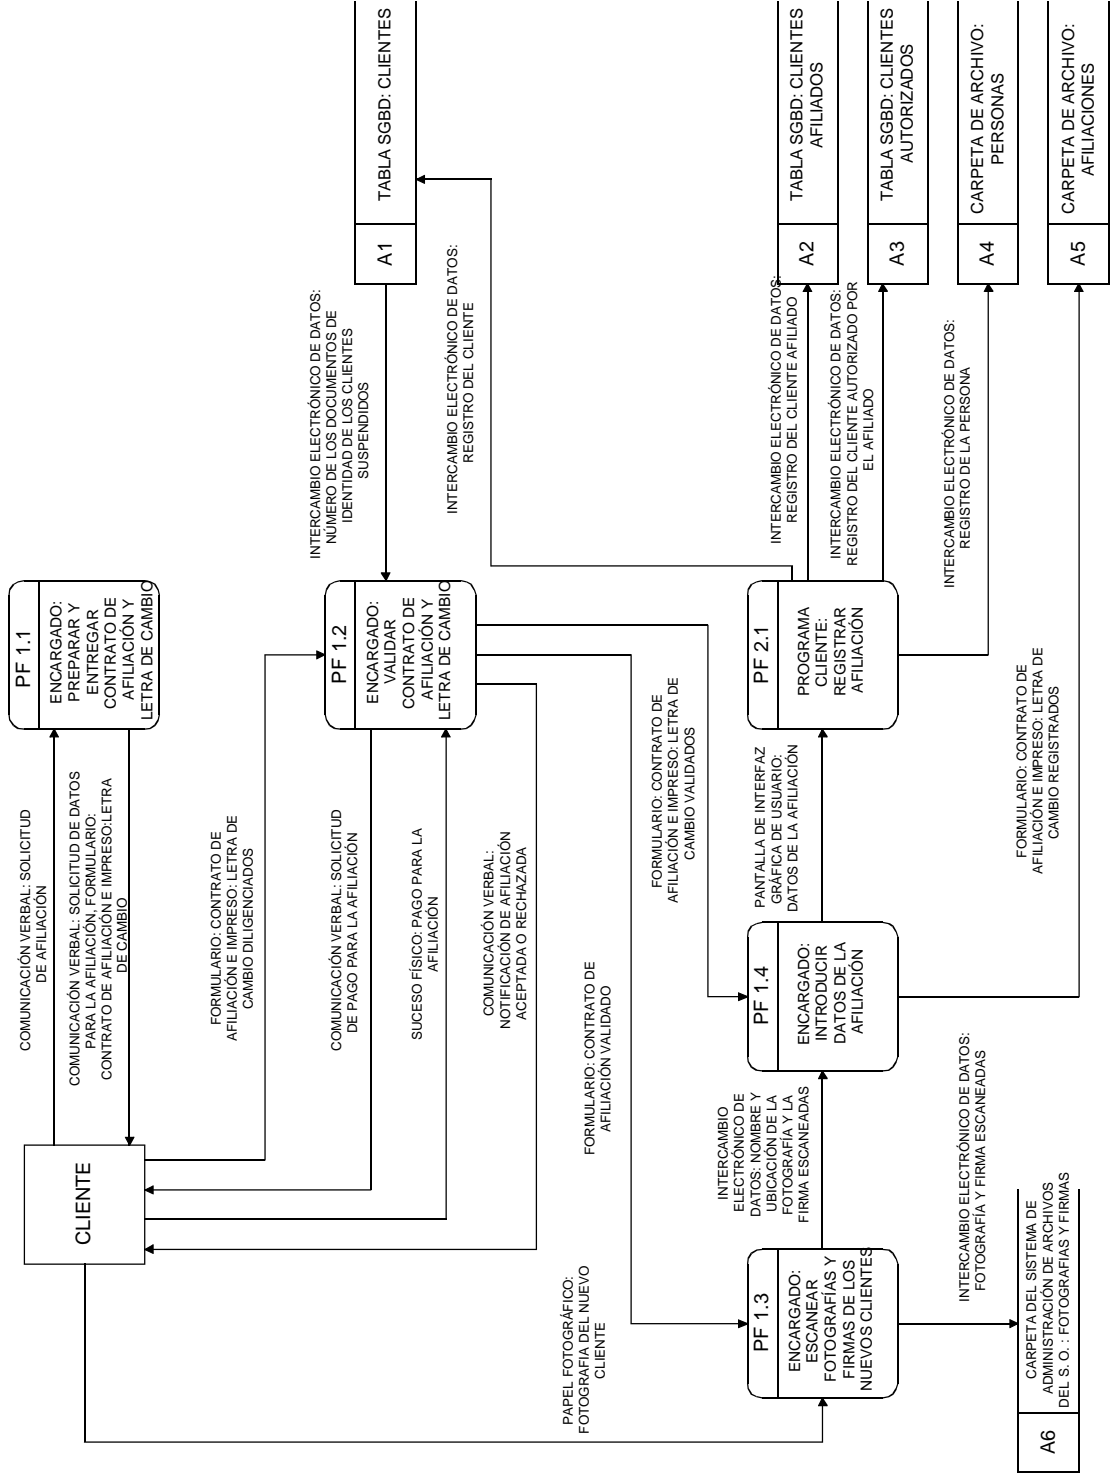 PF 1.1
ENCARGADO:
PREPARAR Y
ENTREGAR
CONTRATO DE
AFILIACIÓN Y
LETRA DE CAMBIO
COMUNICACIÓN VERBAL: SOLICITUD
DE AFILIACIÓN
COMUNICACIÓN VERBAL: SOLICITUD DE DATOS
PARA LA AFILIACIÓN, FORMULARIO:
CONTRATO DE AFILIACIÓN E IMPRESO:LETRA
DE CAMBIO
CLIENTE
FORMULARIO: CONTRATO DE
AFILIACIÓN E IMPRESO: LETRA DE
CAMBIO DILIGENCIADOS
PF 1.2
ENCARGADO:
VALIDAR
CONTRATO DE
AFILIACIÓN Y
LETRA DE CAMBIO
COMUNICACIÓN VERBAL: SOLICITUD
DE PAGO PARA LA AFILIACIÓN
SUCESO FÍSICO: PAGO PARA LA
AFILIACIÓN
COMUNICACIÓN VERBAL:
NOTIFICACIÓN DE AFILIACIÓN
ACEPTADA O RECHAZADA
INTERCAMBIO ELECTRÓNICO DE DATOS:
NÚMERO DE LOS DOCUMENTOS DE
IDENTIDAD DE LOS CLIENTES
SUSPENDIDOS
A1
TABLA SGBD: CLIENTES
INTERCAMBIO ELECTRÓNICO DE DATOS:
REGISTRO DEL CLIENTE
FORMULARIO: CONTRATO DE
AFILIACIÓN VALIDADO
FORMULARIO: CONTRATO DE
AFILIACIÓN E IMPRESO: LETRA DE
CAMBIO VALIDADOS
PAPEL FOTOGRÁFICO:
FOTOGRAFIA DEL NUEVO
CLIENTE
PF 1.3
ENCARGADO:
ESCANEAR
FOTOGRAFÍAS Y
FIRMAS DE LOS
NUEVOS CLIENTES
INTERCAMBIO
ELECTRÓNICO DE
DATOS: NOMBRE Y
UBICACIÓN DE LA
FOTOGRAFÍA Y LA
FIRMA ESCANEADAS
PF 1.4
ENCARGADO:
INTRODUCIR
DATOS DE LA
AFILIACIÓN
PANTALLA DE INTERFAZ
GRÁFICA DE USUARIO:
DATOS DE LA AFILIACIÓN
PF 2.1
PROGRAMA
CLIENTE:
REGISTRAR
AFILIACIÓN
INTERCAMBIO ELECTRÓNICO DE DATOS:
REGISTRO DEL CLIENTE AFILIADO
A2
TABLA SGBD: CLIENTES
AFILIADOS
INTERCAMBIO ELECTRÓNICO DE DATOS:
REGISTRO DEL CLIENTE AUTORIZADO POR
EL AFILIADO
A3
TABLA SGBD: CLIENTES
AUTORIZADOS
INTERCAMBIO ELECTRÓNICO DE DATOS:
REGISTRO DE LA PERSONA
A4
CARPETA DE ARCHIVO:
PERSONAS
FORMULARIO: CONTRATO DE
AFILIACIÓN E IMPRESO: LETRA DE
CAMBIO REGISTRADOS
A5
CARPETA DE ARCHIVO:
AFILIACIONES
INTERCAMBIO ELECTRÓNICO DE DATOS:
FOTOGRAFÍA Y FIRMA ESCANEADAS
A6
CARPETA DEL SISTEMA DE
ADMINISTRACIÓN DE ARCHIVOS
DEL S. O. : FOTOGRAFIAS Y FIRMAS